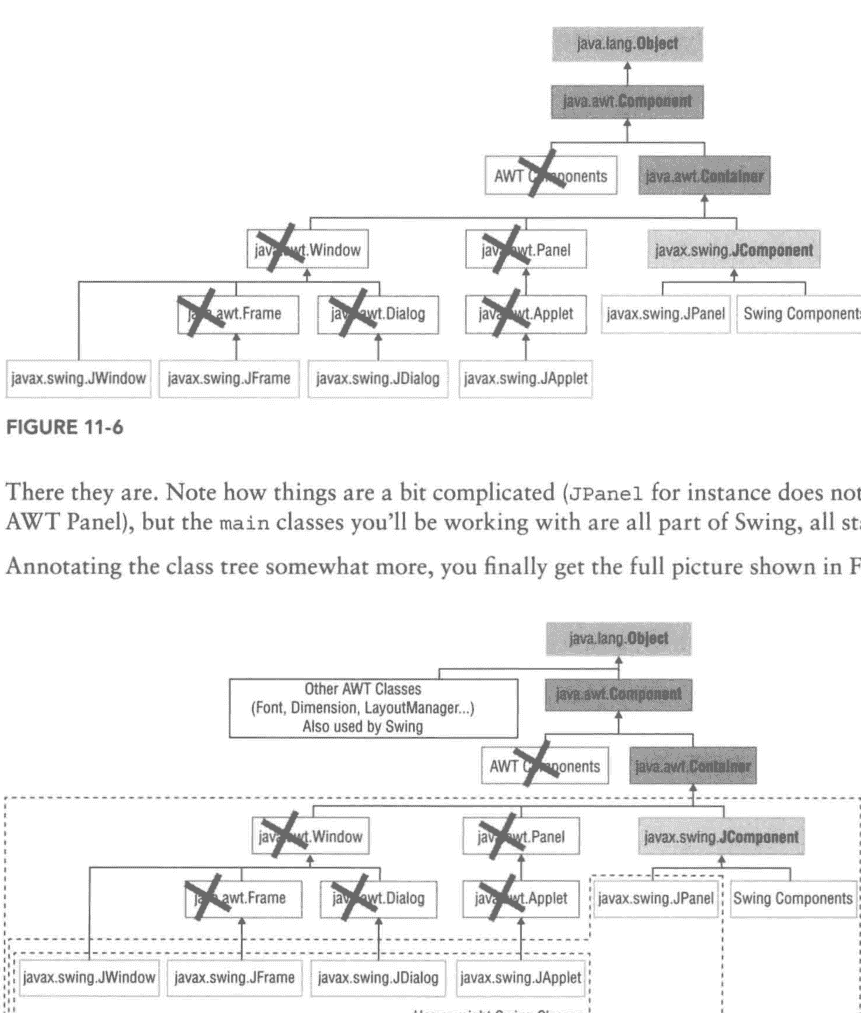 java.lang.Object
java.awt.Component
AWT Components
java.awt.Container
java.awt.Window
java.awt.Panel
javax.swing.JComponent
java.awt.Frame
java.awt.Dialog
java.awt.Applet
javax.swing.JPanel
Swing Components
javax.swing.JWindow
javax.swing.JFrame
javax.swing.JDialog
javax.swing.JApplet
FIGURE 11-6
There they are. Note how things are a bit complicated (JPanel for instance does not
AWT Panel), but the main classes you'll be working with are all part of Swing, all
Annotating the class tree somewhat more, you finally get the full picture shown in
java.lang.Object
Other AWT Classes
(Font, Dimension, LayoutManager...)
Also used by Swing
java.awt.Component
AWT Components
java.awt.Container
java.awt.Window
java.awt.Panel
javax.swing.JComponent
java.awt.Frame
java.awt.Dialog
java.awt.Applet
javax.swing.JPanel
Swing Components
javax.swing.JWindow
javax.swing.JFrame
javax.swing.JDialog
javax.swing.JApplet